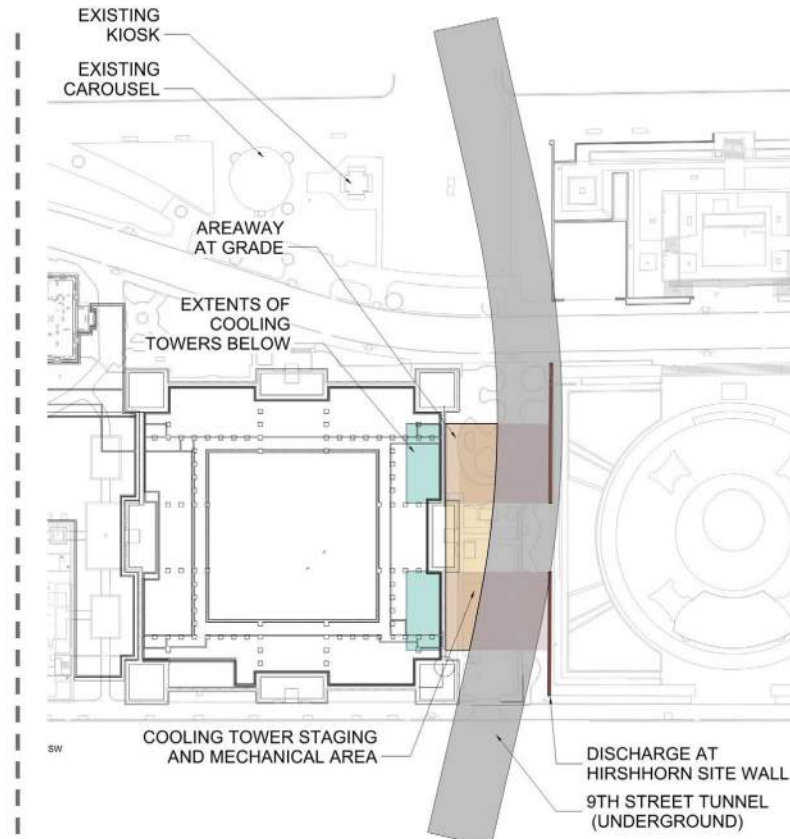 EXISTING
KIOSK
EXISTING
CAROUSEL
AREAWAY
AT GRADE
EXTENTS OF
COOLING
TOWERS BELOW
COOLING TOWER STAGING
AND MECHANICAL AREA
SW
DISCHARGE AT
HIRSHHORN SITE WALL
9TH STREET TUNNEL
(UNDERGROUND)